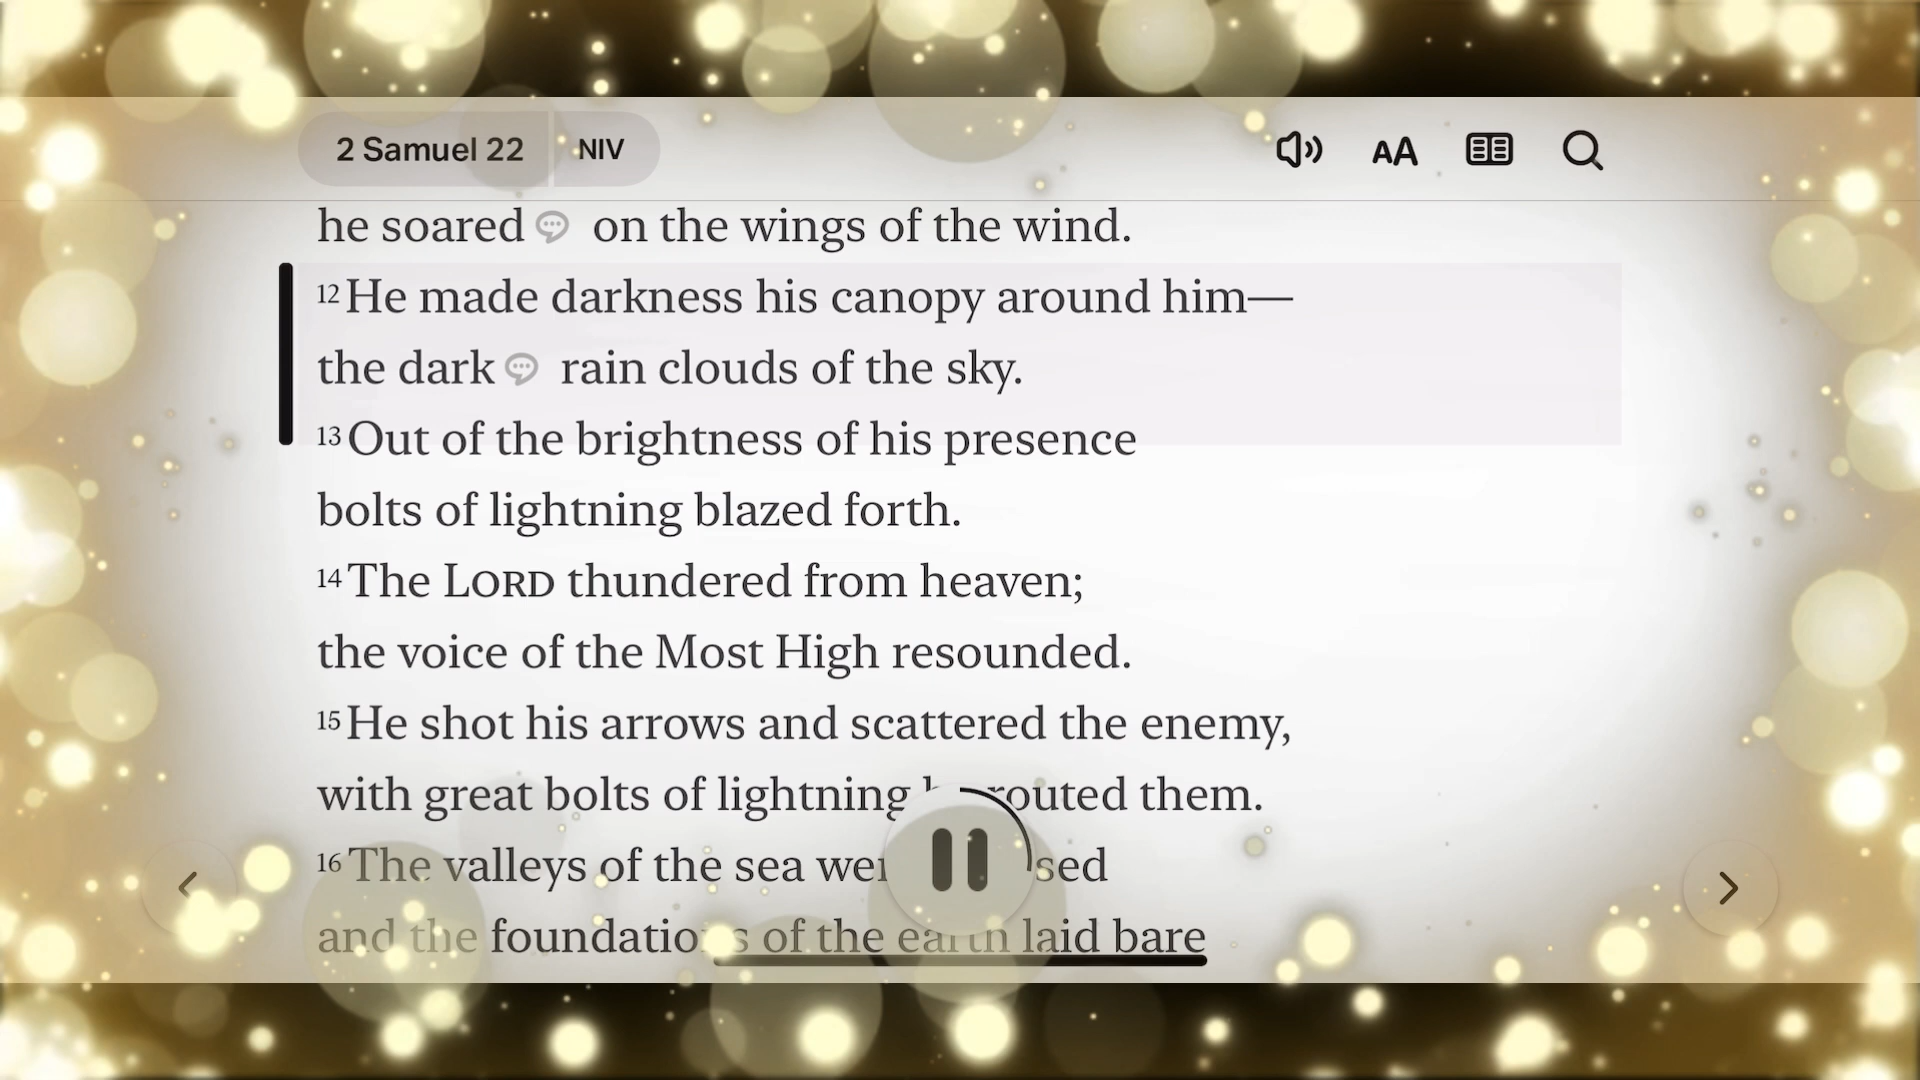 2 Samuel 22 NIV AA
he soared on the wings of the wind.
12 He made darkness his canopy around him—
the dark rain clouds of the sky.
13 Out of the brightness of his presence
bolts of lightning blazed forth.
14 The LORD thundered from heaven;
the voice of the Most High resounded.
15 He shot his arrows and scattered the enemy,
with great bolts of lightning routed them.
16 The valleys of the sea
and the foundations of the earth laid bare